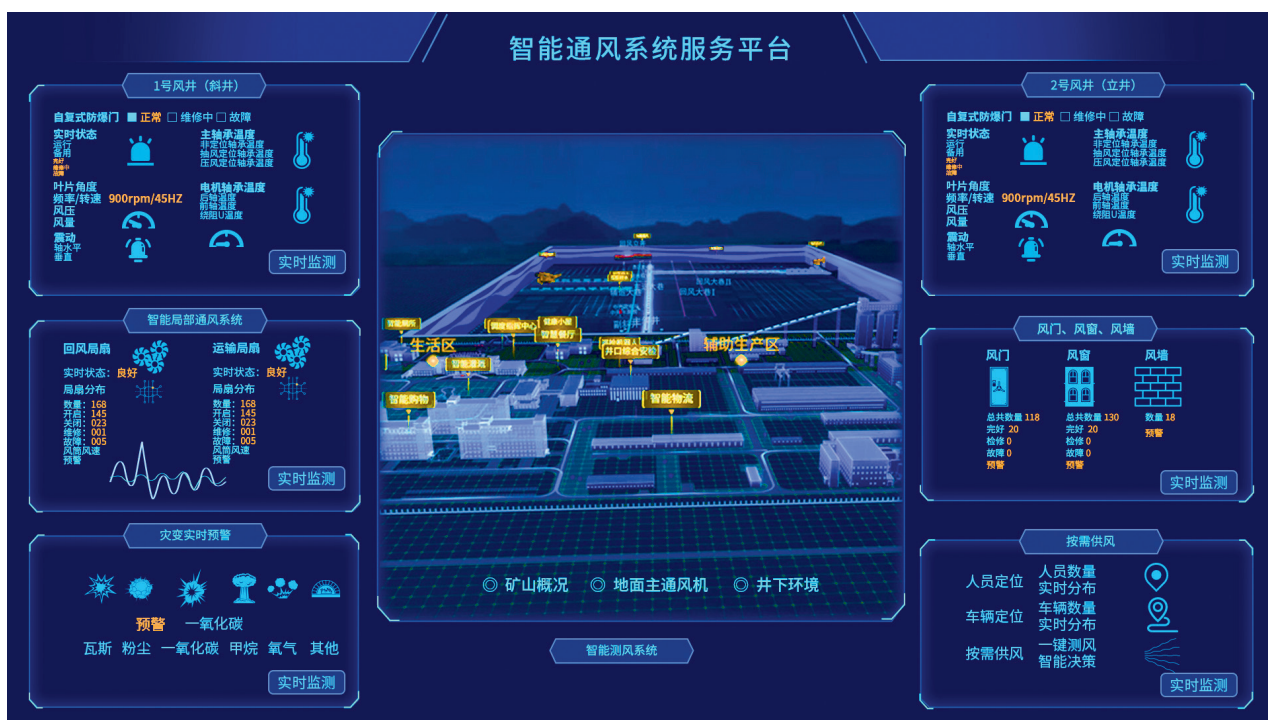 智能通风系统服务平台
1号风井（斜井）
自复式防爆门 正常 维修中 故障
实时状态
运行
备用
完好
维修中
故障
主轴承温度
非定位轴承温度
抽风定位轴承温度
压风定位轴承温度
叶片角度
频率/转速 900rpm/45HZ
风压
风量
电机轴承温度
后轴温度
前轴温度
绕阻U温度
震动
轴水平
垂直
实时监测
智能局部通风系统
回风局扇
实时状态：良好
局扇分布
数量：168
开启：145
关闭：023
维修：001
故障：005
风筒风速
预警
运输局扇
实时状态：良好
局扇分布
数量：168
开启：145
关闭：023
维修：001
故障：005
风筒风速
预警
实时监测
灾变实时预警
预警 一氧化碳
瓦斯 粉尘 一氧化碳 甲烷 氧气 其他
实时监测
回风大巷I
生活区
辅助生产区
智慧餐厅
井口综合安检
智能购物
智能物流
◎ 矿山概况 ◎ 地面主通风机 ◎ 井下环境
智能测风系统
2号风井（立井）
自复式防爆门 正常 维修中 故障
实时状态
运行
备用
完好
维修中
故障
主轴承温度
非定位轴承温度
抽风定位轴承温度
压风定位轴承温度
叶片角度
频率/转速 900rpm/45HZ
风压
风量
电机轴承温度
后轴温度
前轴温度
绕阻U温度
震动
轴水平
垂直
实时监测
风门、风窗、风墙
风门
总共数量 118
完好 20
检修 0
故障 0
预警
风窗
总共数量 130
完好 20
检修 0
故障 0
预警
风墙
数量 18
预警
实时监测
按需供风
人员定位
人员数量
实时分布
车辆定位
车辆数量
实时分布
按需供风
一键测风
智能决策
实时监测